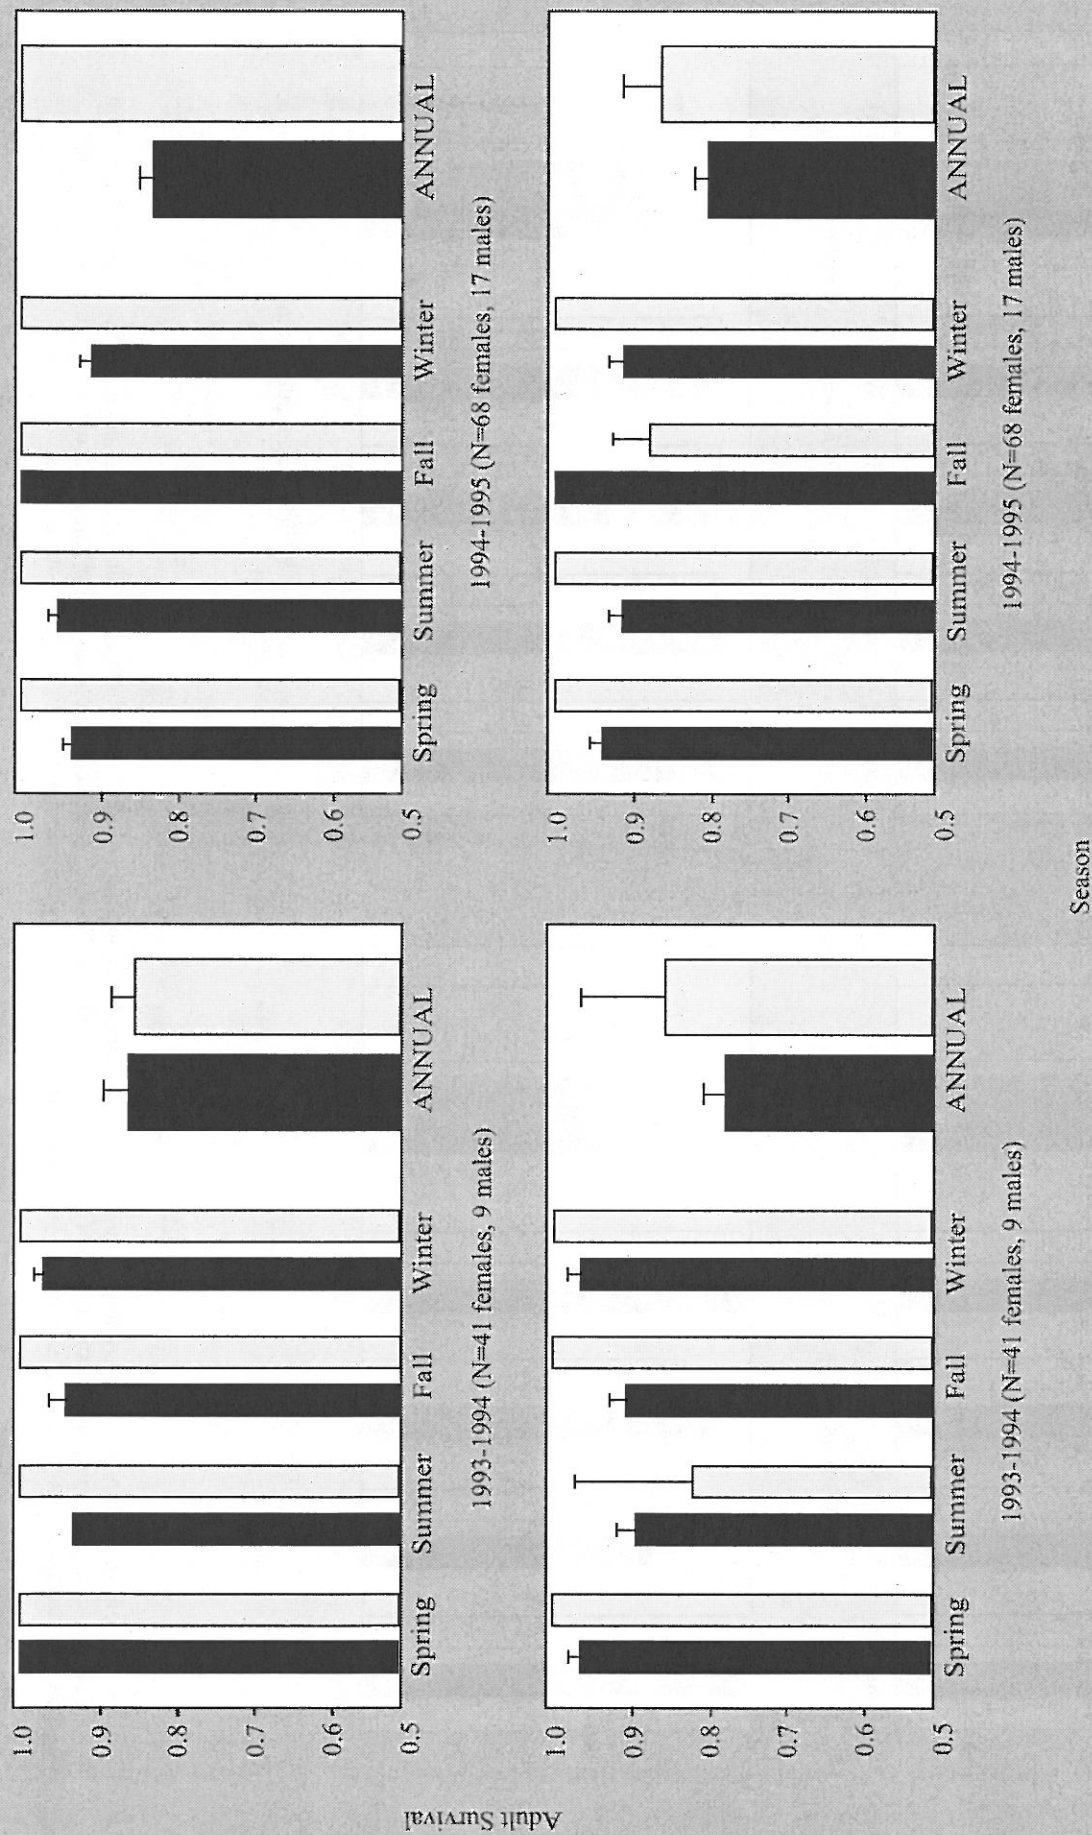 Adult Survival
1.0
0.9
0.8
0.7
0.6
0.5
Spring Summer Fall Winter ANNUAL
1993-1994 (N=41 females, 9 males)
1.0
0.9
0.8
0.7
0.6
0.5
Spring Summer Fall Winter ANNUAL
1994-1995 (N=68 females, 17 males)
1.0
0.9
0.8
0.7
0.6
0.5
Spring Summer Fall Winter ANNUAL
1993-1994 (N=41 females, 9 males)
1.0
0.9
0.8
0.7
0.6
0.5
Spring Summer Fall Winter ANNUAL
1994-1995 (N=68 females, 17 males)
Season